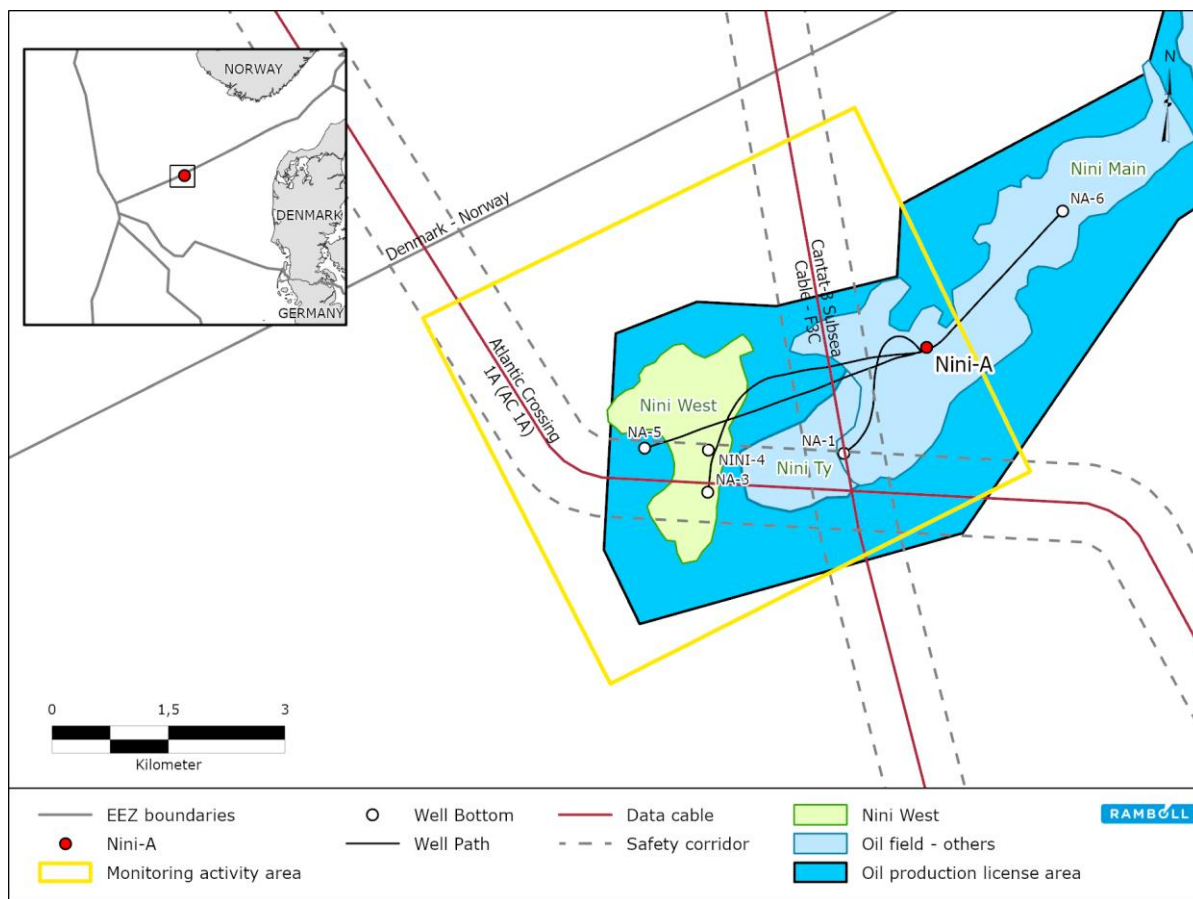 NORWAY
DENMARK
GERMANY
N
Denmark - Norway
Nini Main
NA-6
Cantat-3 Subsea
Cable - F3C
Atlantic Crossing
1A (AC 1A)
Nini-A
Nini West
NA-5
NINI-4
NA-3
NA-1
Nini Ty
0 1,5 3
Kilometer
EEZ boundaries
Well Bottom
Data cable
Nini West
RAMBOLL
Nini-A
Well Path
Safety corridor
Oil field - others
Monitoring activity area
Oil production license area